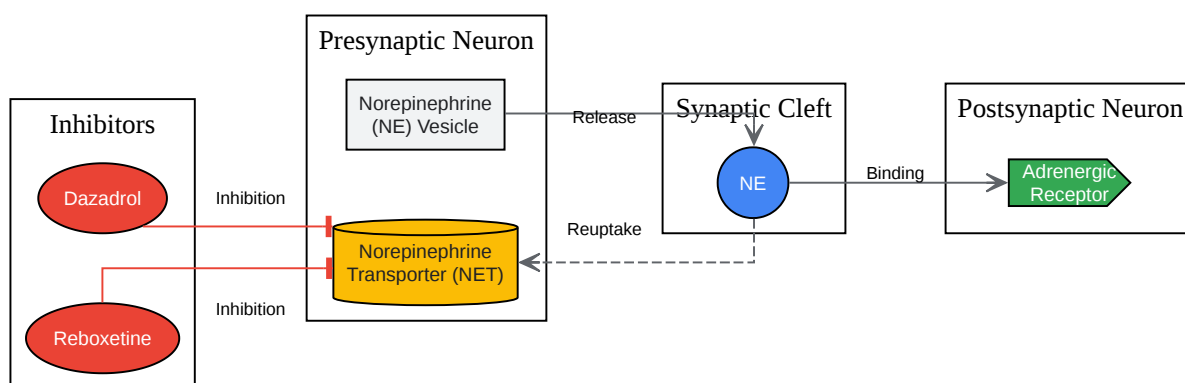 Inhibitors
Dazadrol
Reboxetine
Inhibition
Inhibition
Presynaptic Neuron
Norepinephrine
(NE) Vesicle
Norepinephrine
Transporter (NET)
Release
Reuptake
Synaptic Cleft
NE
Binding
Postsynaptic Neuron
Adrenergic
Receptor